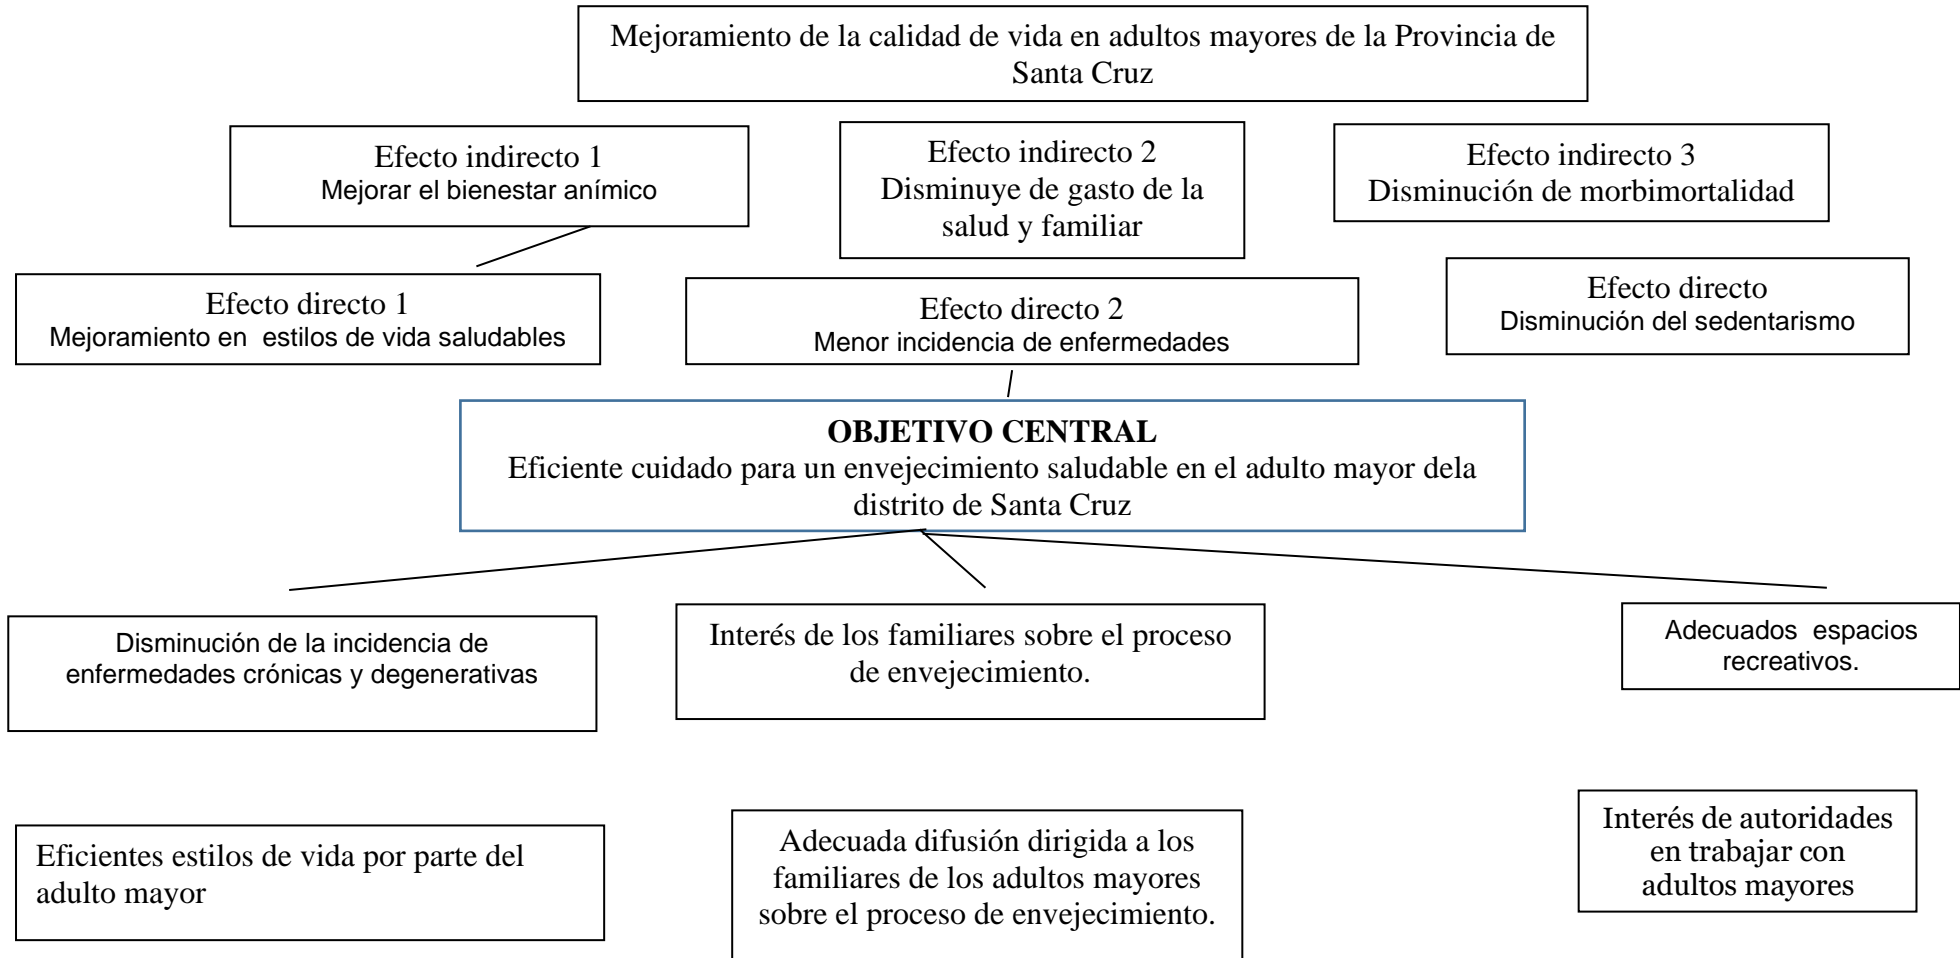 Mejoramiento de la calidad de vida en adultos mayores de la Provincia de
Santa Cruz
Efecto indirecto 1
Mejorar el bienestar anímico
Efecto indirecto 2
Disminuye de gasto de la
salud y familiar
Efecto indirecto 3
Disminución de morbimortalidad
Efecto directo 1
Mejoramiento en estilos de vida saludables
Efecto directo 2
Menor incidencia de enfermedades
Efecto directo
Disminución del sedentarismo
OBJETIVO CENTRAL
Eficiente cuidado para un envejecimiento saludable en el adulto mayor dela
distrito de Santa Cruz
Disminución de la incidencia de
enfermedades crónicas y degenerativas
Interés de los familiares sobre el proceso
de envejecimiento.
Adecuados espacios
recreativos.
Eficientes estilos de vida por parte del
adulto mayor
Adecuada difusión dirigida a los
familiares de los adultos mayores
sobre el proceso de envejecimiento.
Interés de autoridades
en trabajar con
adultos mayores